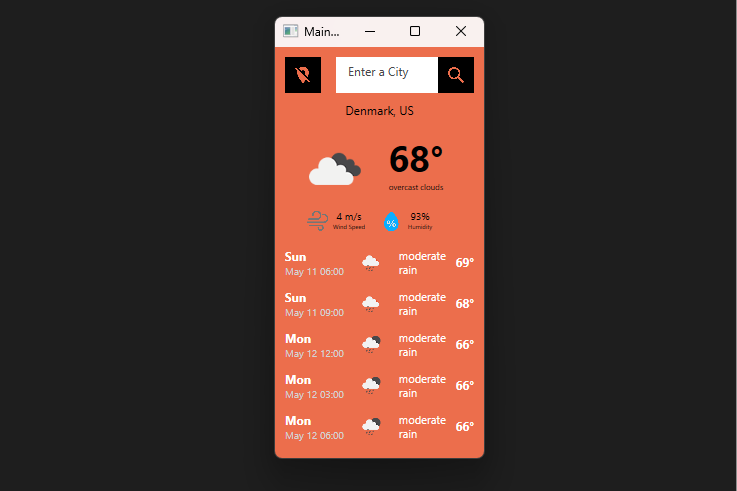 Main...
Enter a City
Denmark, US
68°
overcast clouds
4 m/s
Wind Speed
%
93%
Humidity
Sun
May 11 06:00
moderate
rain
69°
Sun
May 11 09:00
moderate
rain
68°
Mon
May 12 12:00
moderate
rain
66°
Mon
May 12 03:00
moderate
rain
66°
Mon
May 12 06:00
moderate
rain
66°